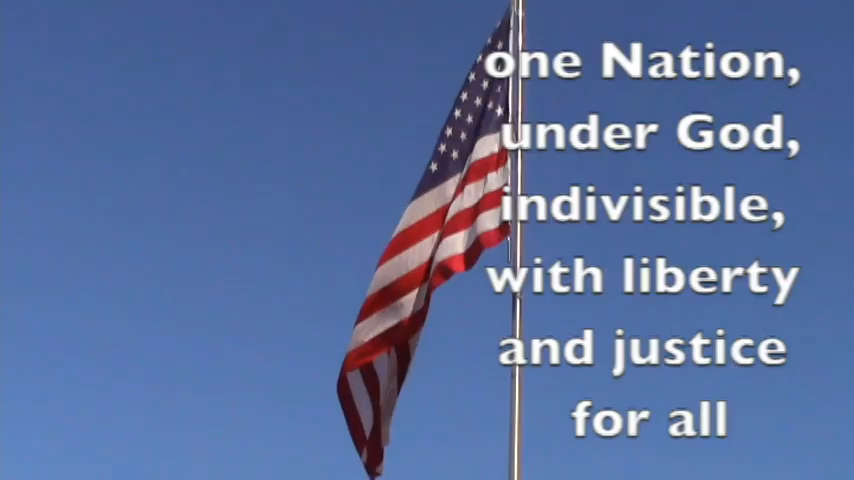 one Nation,
under God,
indivisible,
with liberty
and justice
for all